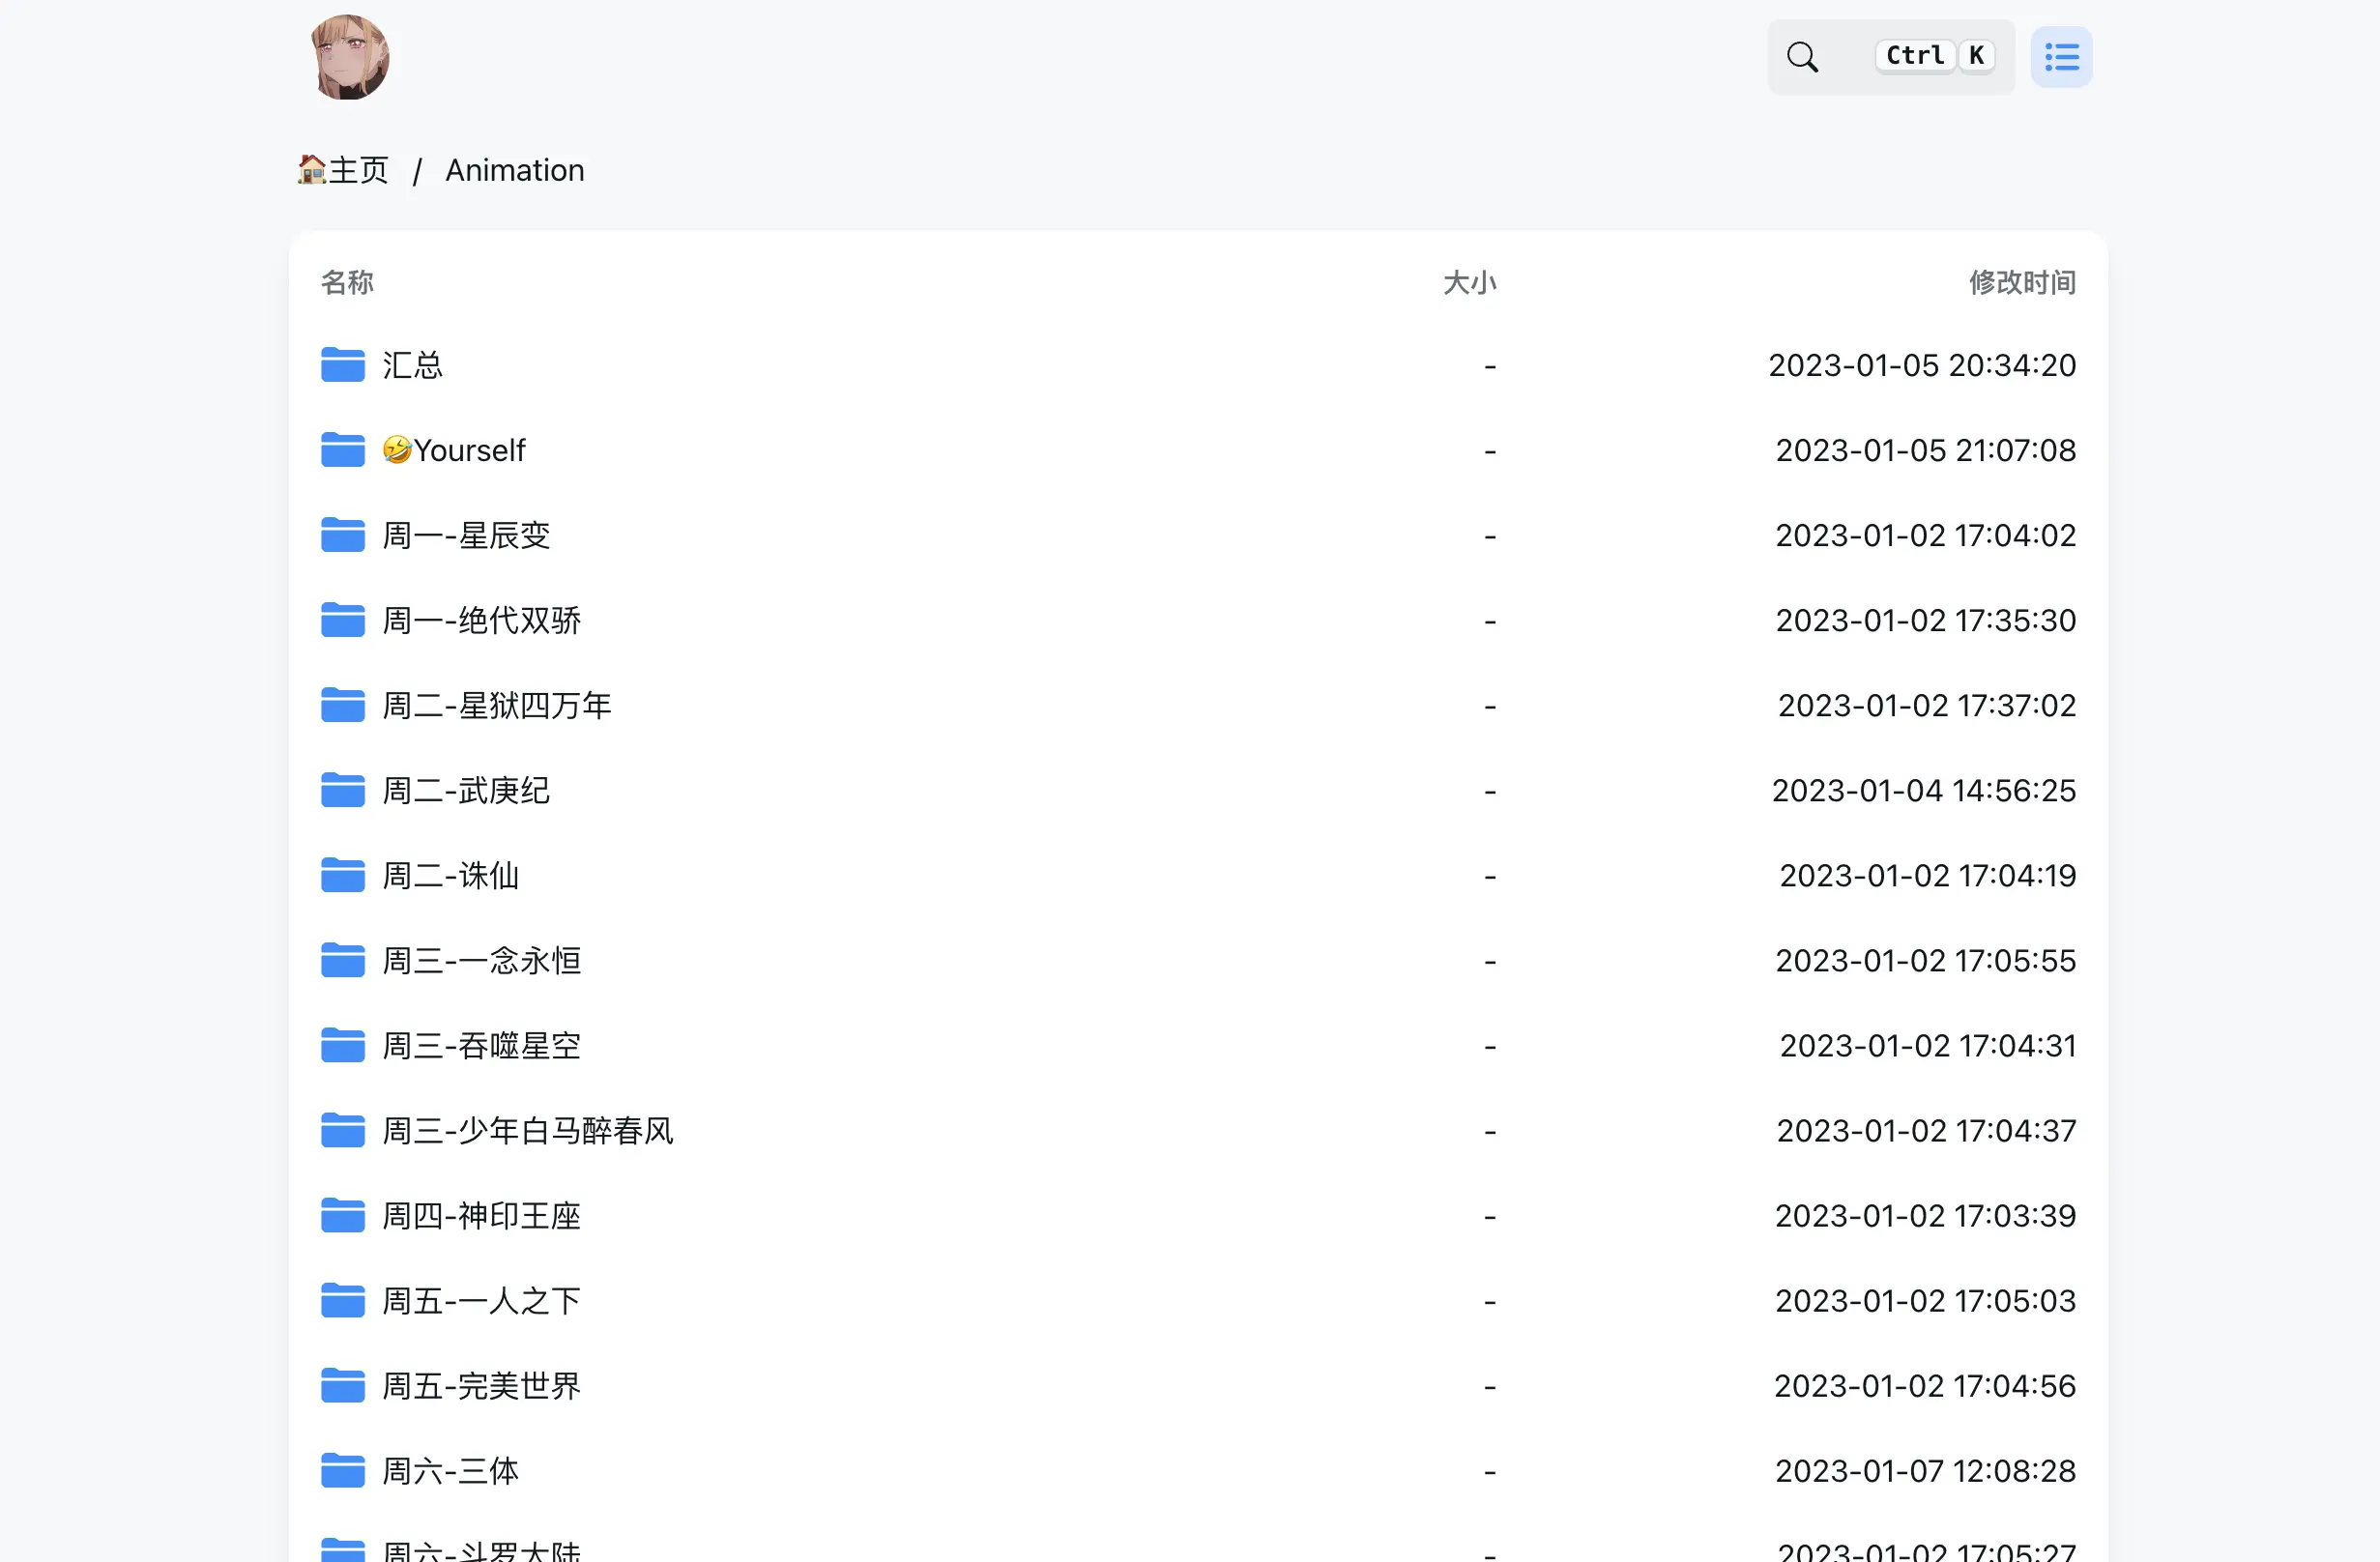 Ctrl K
🏠主页 / Animation
名称 大小 修改时间
汇总 - 2023-01-05 20:34:20
🤣Yourself - 2023-01-05 21:07:08
周一-星辰变 - 2023-01-02 17:04:02
周一-绝代双骄 - 2023-01-02 17:35:30
周二-星狱四万年 - 2023-01-02 17:37:02
周二-武庚纪 - 2023-01-04 14:56:25
周二-诛仙 - 2023-01-02 17:04:19
周三-一念永恒 - 2023-01-02 17:05:55
周三-吞噬星空 - 2023-01-02 17:04:31
周三-少年白马醉春风 - 2023-01-02 17:04:37
周四-神印王座 - 2023-01-02 17:03:39
周五-一人之下 - 2023-01-02 17:05:03
周五-完美世界 - 2023-01-02 17:04:56
周六-三体 - 2023-01-07 12:08:28
周六-斗罗大陆 - 2023-01-02 17:05:27